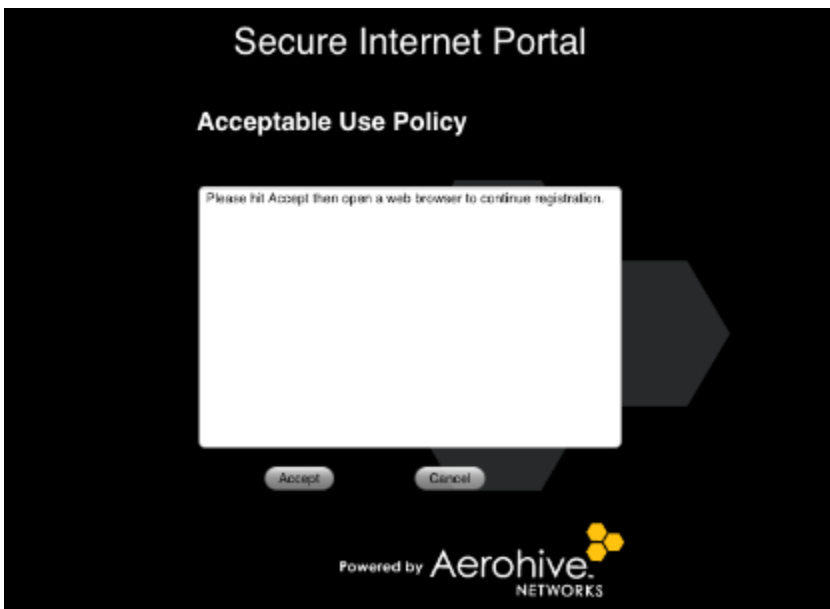 Secure Internet Portal
Acceptable Use Policy
Please hit Accept then open a web browser to continue registration.
Accept
Cancel
Powered by Aerohive
NETWORKS